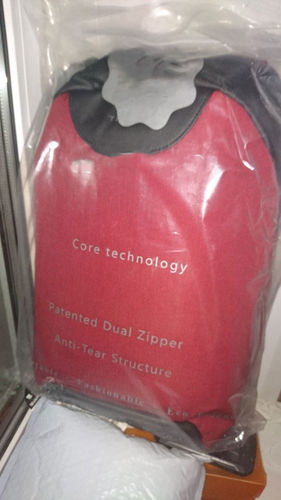 Core technology
Patented Dual Zipper
Anti-Tear Structure
Fashionable